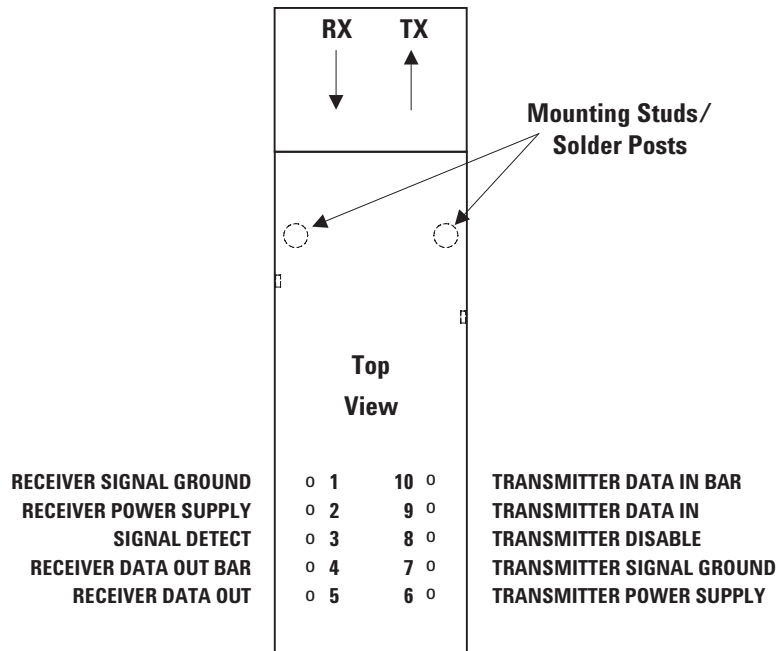 RX TX
Mounting Studs/
Solder Posts
Top
View
RECEIVER SIGNAL GROUND o 1 10 o TRANSMITTER DATA IN BAR
RECEIVER POWER SUPPLY o 2 9 o TRANSMITTER DATA IN
SIGNAL DETECT o 3 8 o TRANSMITTER DISABLE
RECEIVER DATA OUT BAR o 4 7 o TRANSMITTER SIGNAL GROUND
RECEIVER DATA OUT o 5 6 o TRANSMITTER POWER SUPPLY